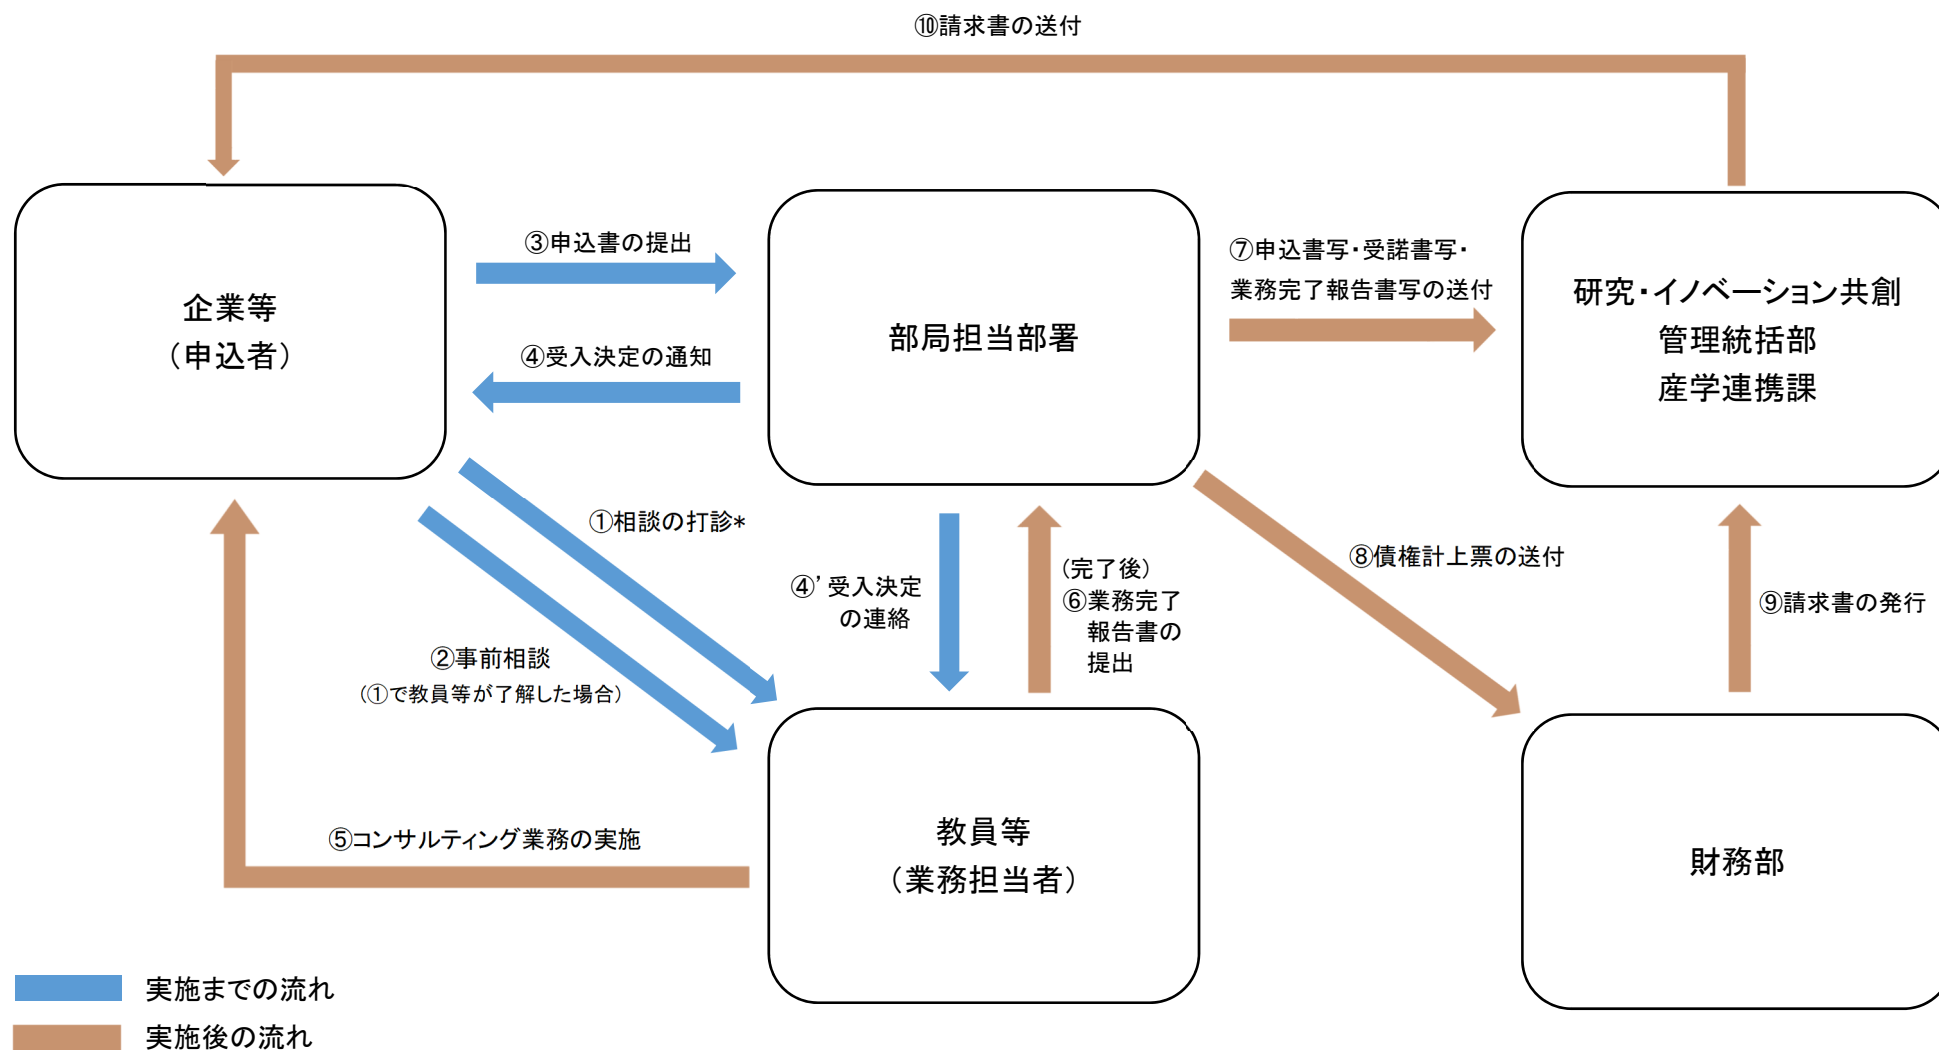 ⑩請求書の送付
企業等
（申込者）
③申込書の提出
④受入決定の通知
部局担当部署
⑦申込書写・受諾書写・
業務完了報告書写の送付
研究・イノベーション共創
管理統括部
産学連携課
①相談の打診*
②事前相談
（①で教員等が了解した場合）
④’受入決定
の連絡
（完了後）
⑥業務完了
報告書の
提出
⑧債権計上票の送付
⑨請求書の発行
⑤コンサルティング業務の実施
教員等
（業務担当者）
財務部
実施までの流れ
実施後の流れ